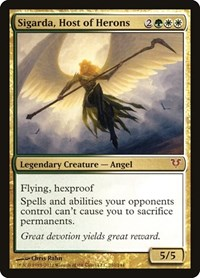 Sigarda, Host of Herons 2
Legendary Creature — Angel
Flying, hexproof
Spells and abilities your opponents
control can't cause you to sacrifice
permanents.
Great devotion yields great reward.
Chris Rahn
5/5